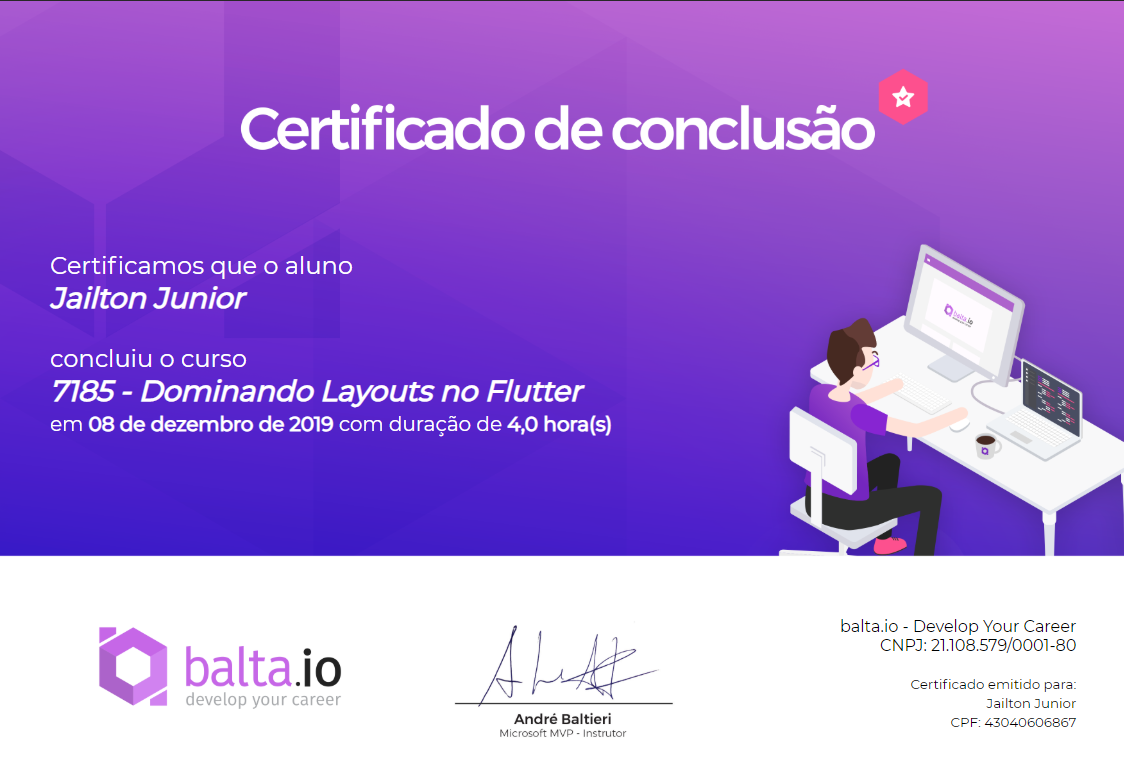 Certificado de conclusão
Certificamos que o aluno
Jailton Junior
concluiu o curso
7185 - Dominando Layouts no Flutter
em 08 de dezembro de 2019 com duração de 4,0 hora(s)
balta.io
balta.io
develop your career
André Baltieri
Microsoft MVP - Instrutor
balta.io - Develop Your Career
CNPJ: 21.108.579/0001-80
Certificado emitido para:
Jailton Junior
CPF: 43040606867